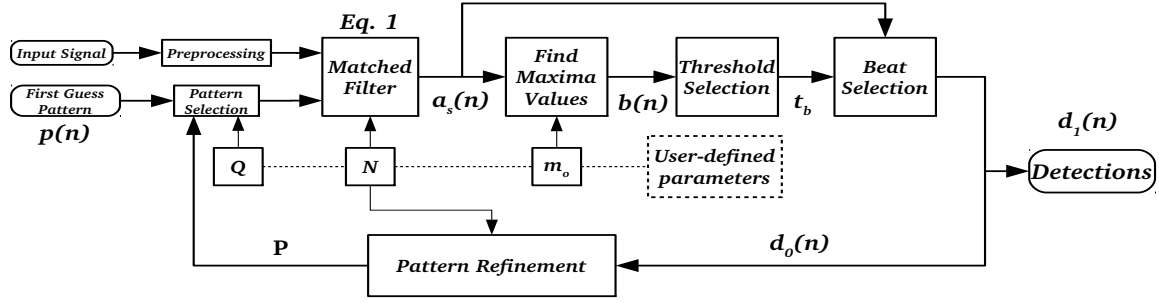 Eq. 1
Input Signal
Preprocessing
Matched
Filter
Find
Maxima
Values
Threshold
Selection
Beat
Selection
First Guess
Pattern
Pattern
Selection
p(n)
a_s(n)
b(n)
t_b
d_1(n)
Detections
Q
N
m_o
User-defined
parameters
P
Pattern Refinement
d_0(n)